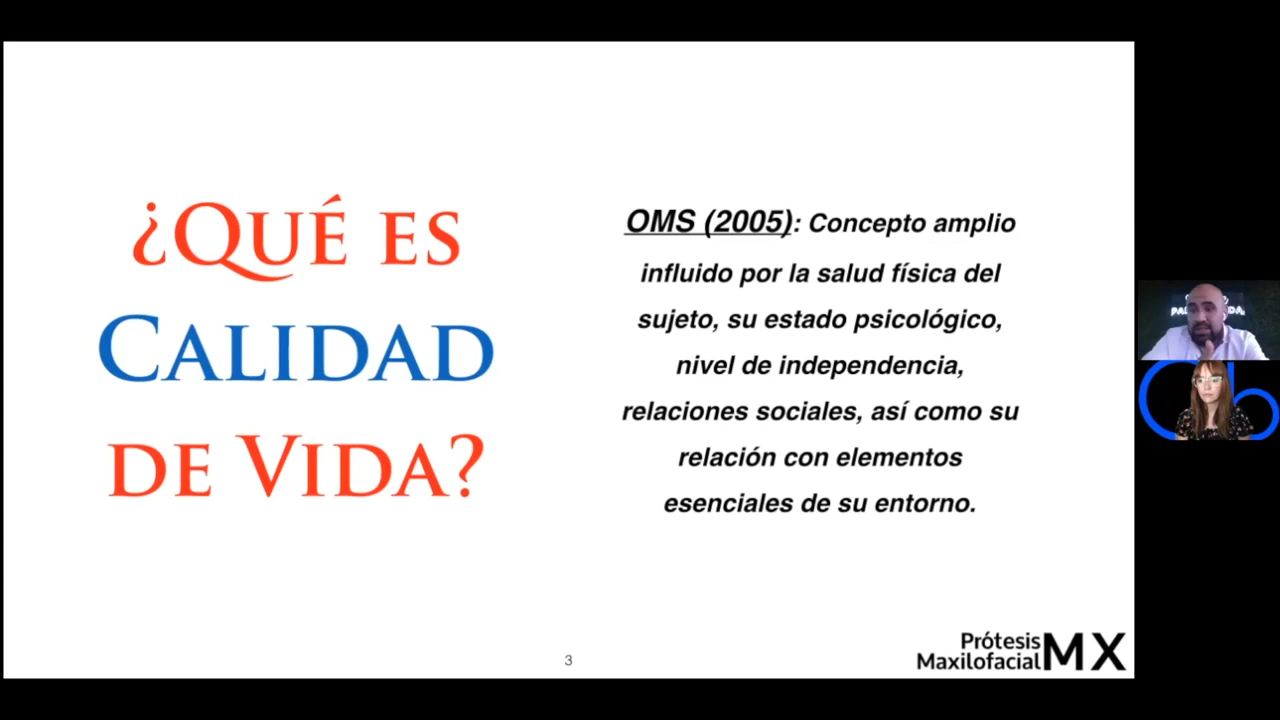 ¿QUÉ ES
CALIDAD
DE VIDA?
OMS (2005): Concepto amplio
influido por la salud física del
sujeto, su estado psicológico,
nivel de independencia,
relaciones sociales, así como su
relación con elementos
esenciales de su entorno.
3
Prótesis
Maxilofacial MX